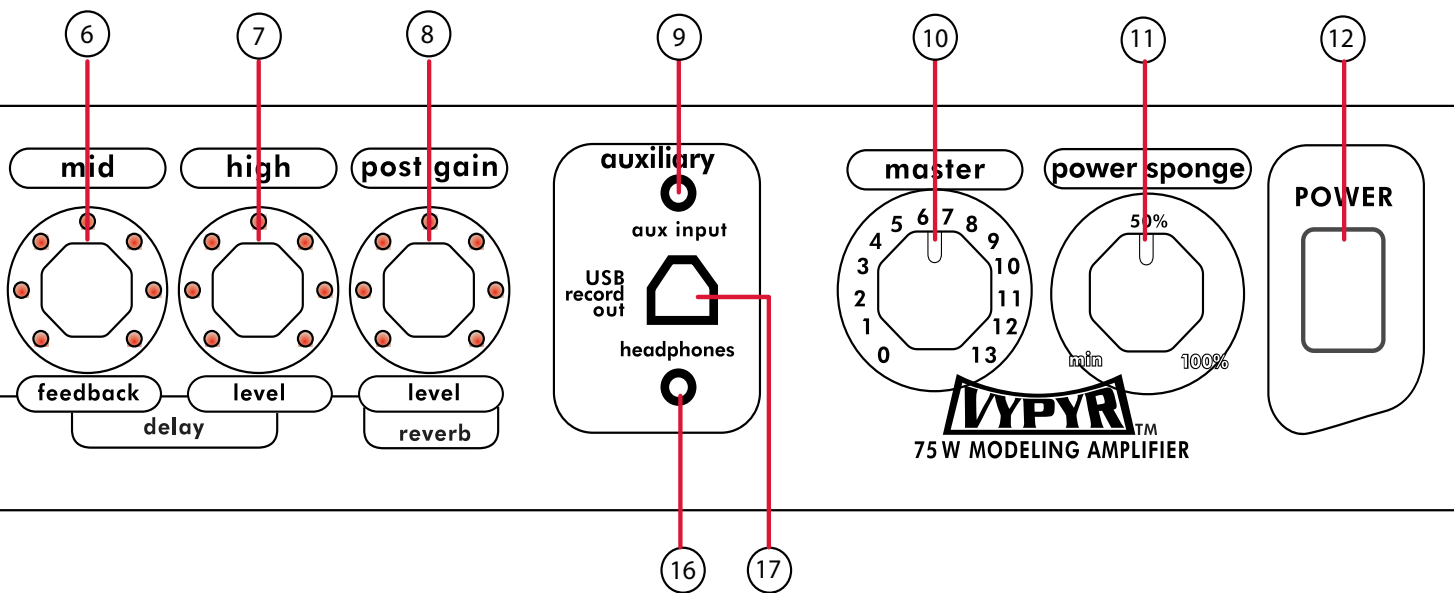 6 7 8 9 10 11 12
mid high post gain auxiliary master power sponge
POWER
aux input
USB
record
out
headphones
0 1 2 3 4 5 6 7 8 9 10 11 12 13
50%
min 100%
feedback level level
delay reverb
VYPYR TM
75 W MODELING AMPLIFIER
16 17